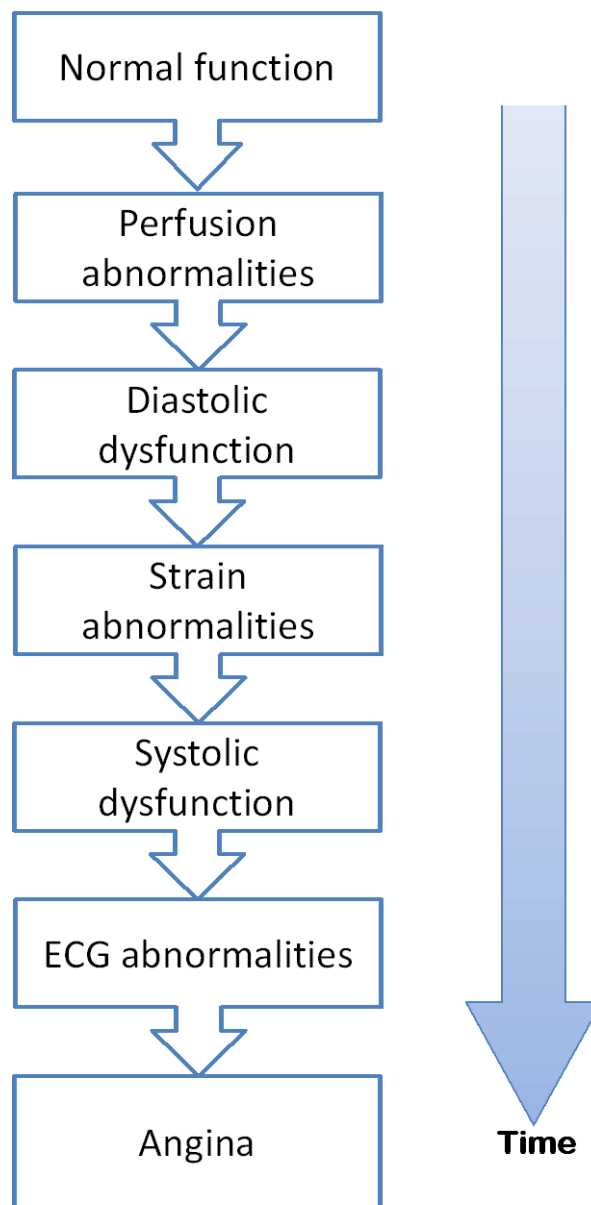 Normal function
Perfusion
abnormalities
Diastolic
dysfunction
Strain
abnormalities
Systolic
dysfunction
ECG abnormalities
Angina
Time